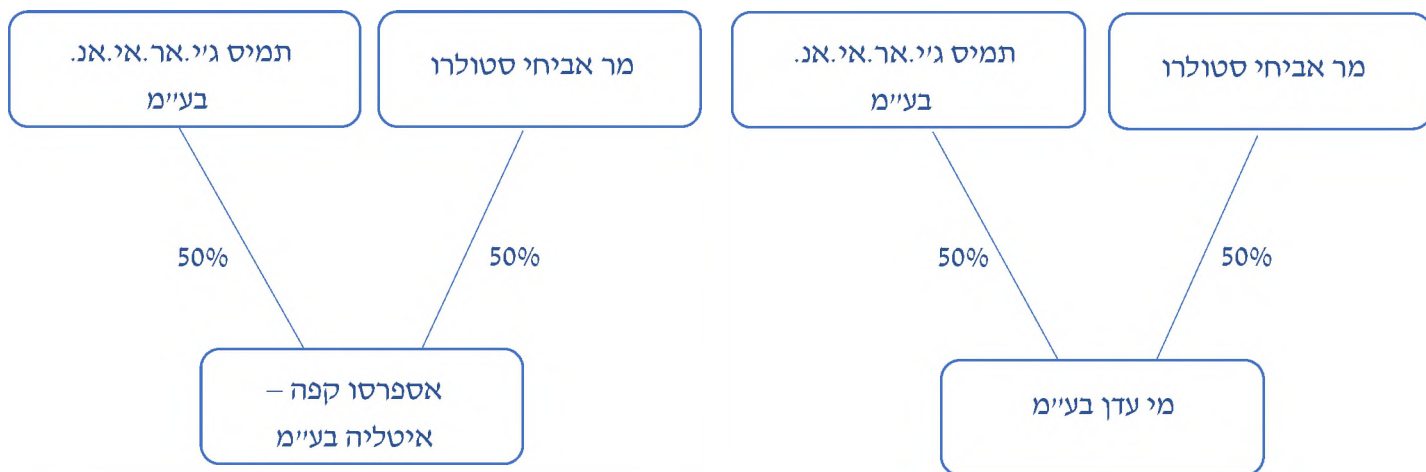 מר אביחי סטולרו
תמיס ג'י.אר.אי.אנ.
בע"מ
50%
50%
מי עדן בע"מ
מר אביחי סטולרו
תמיס ג'י.אר.אי.אנ.
בע"מ
50%
50%
אספרסו קפה –
איטליה בע"מ